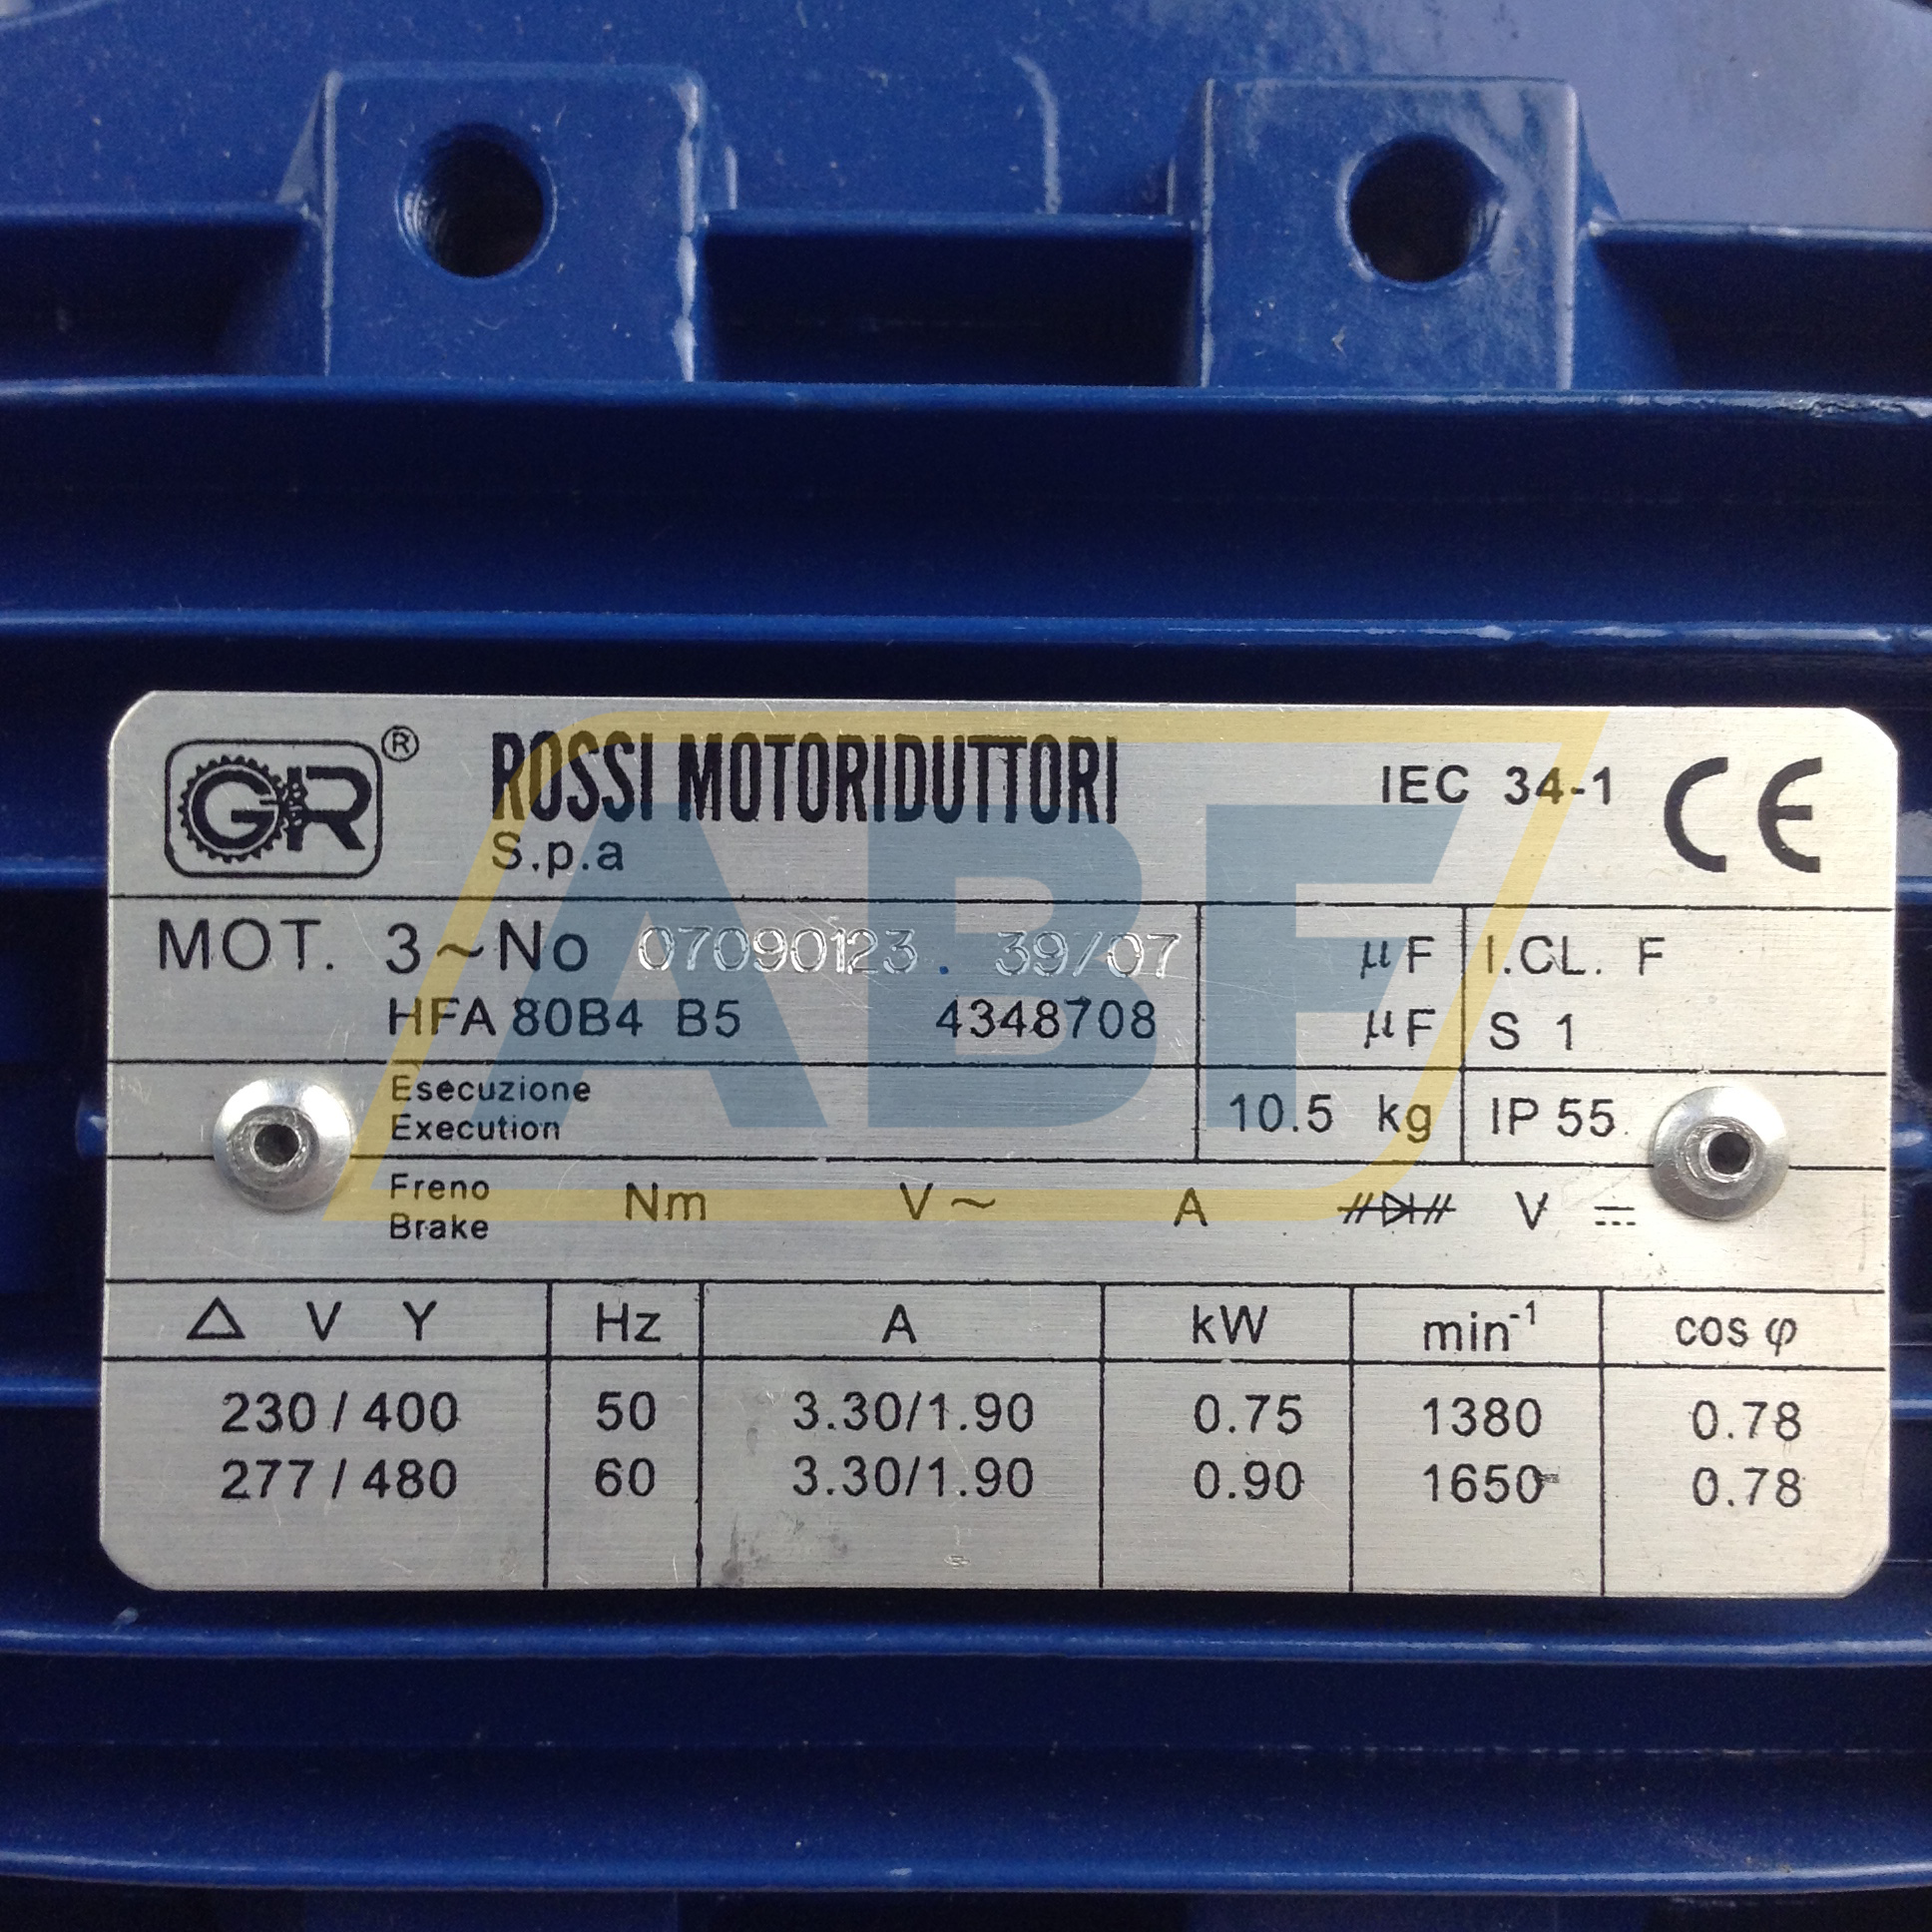 GR ® ROSSI MOTORIDUTTORI IEC 34-1 CE
S.p.a
MOT. 3~No 07090123. 39/07 µF I.CL. F
HFA 80B4 B5 4348708 µF S 1
Esecuzione
Execution 10.5 kg IP 55
Freno Nm V~ A V
Brake
Δ V Y Hz A kW min⁻¹ cos φ
230 / 400 50 3.30/1.90 0.75 1380 0.78
277 / 480 60 3.30/1.90 0.90 1650 0.78
ABF